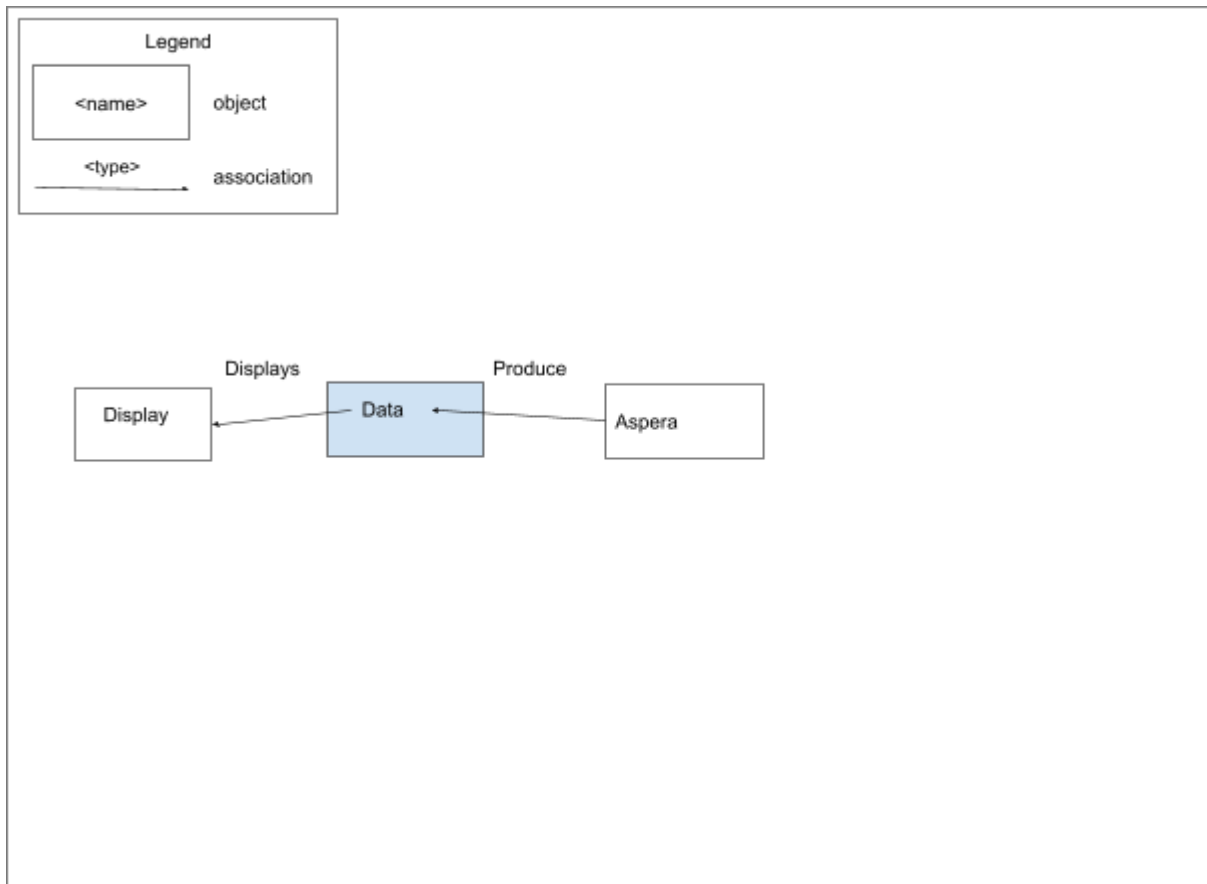 Legend
<name>
object
<type>
association
Displays
Produce
Display
Data
Aspera